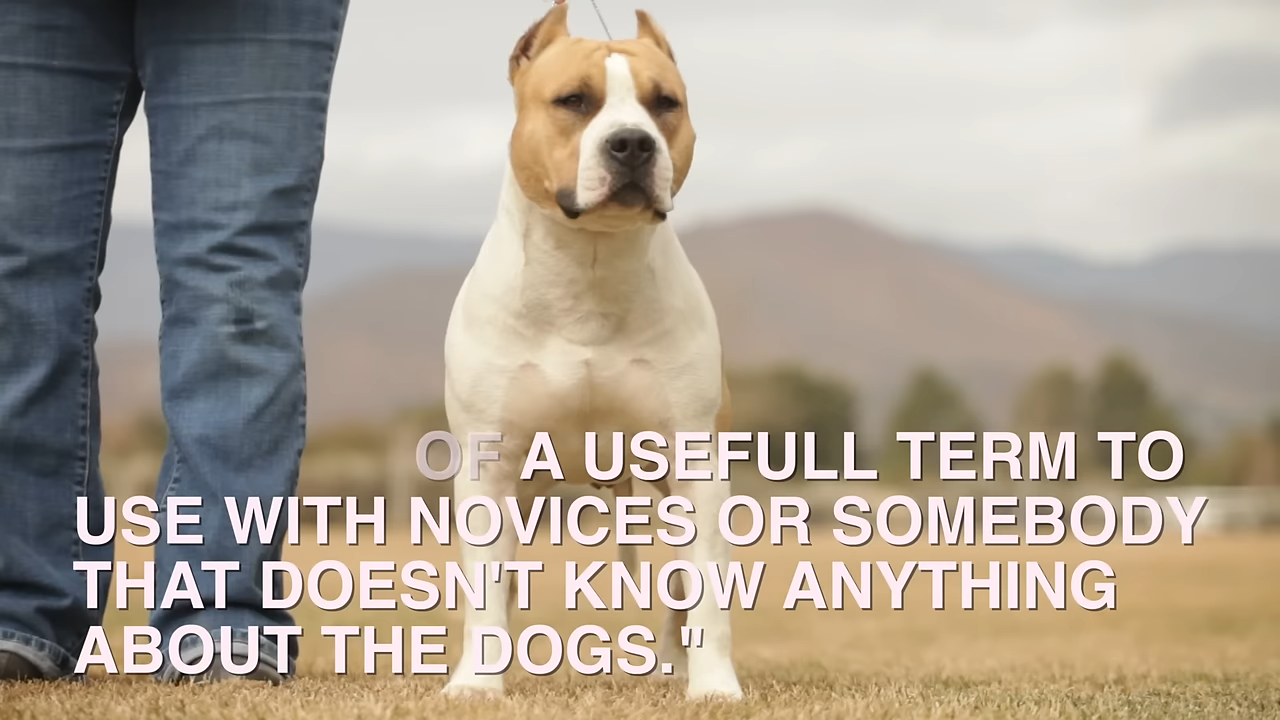 OF A USEFULL TERM TO
USE WITH NOVICES OR SOMEBODY
THAT DOESN'T KNOW ANYTHING
ABOUT THE DOGS."